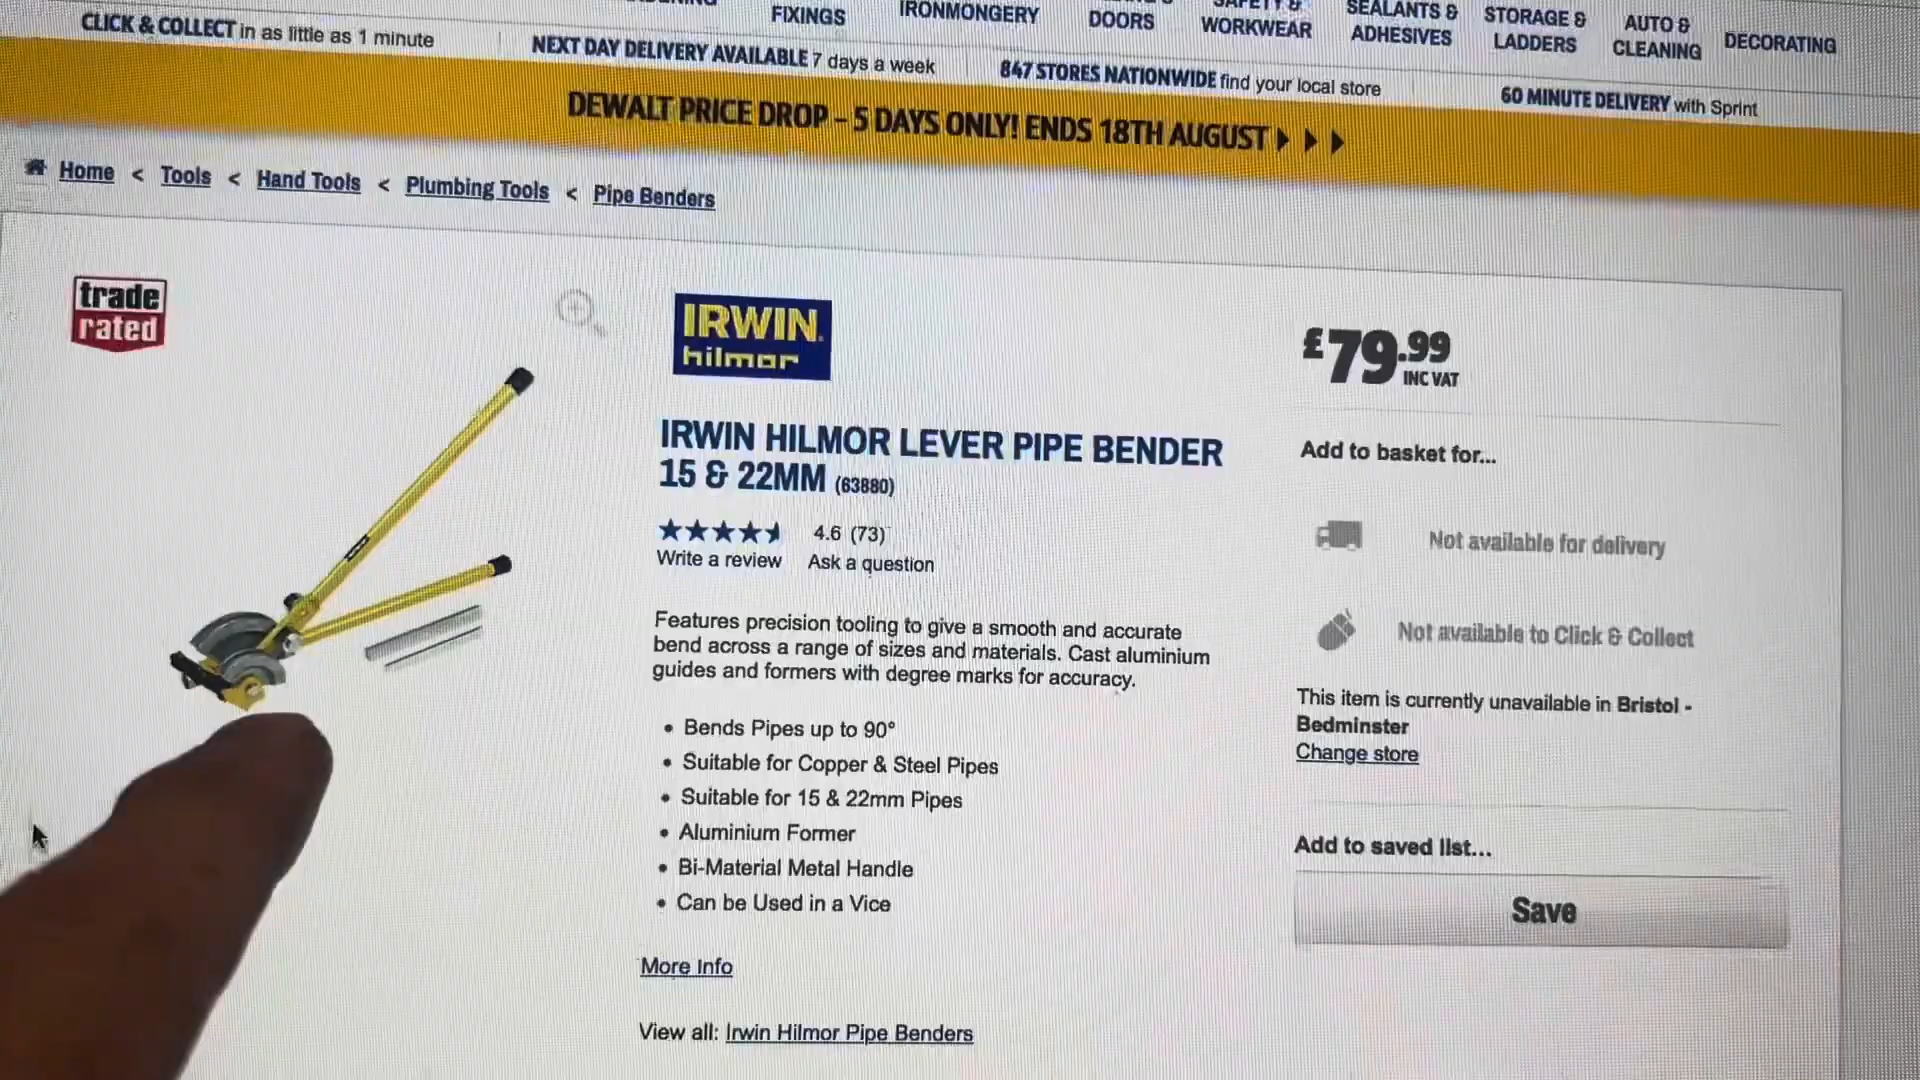 FIXINGS
IRONMONGERY
DOORS
SAFETY &
WORKWEAR
SEALANTS &
ADHESIVES
STORAGE &
LADDERS
AUTO &
CLEANING
DECORATING
CLICK & COLLECT in as little as 1 minute
NEXT DAY DELIVERY AVAILABLE 7 days a week
847 STORES NATIONWIDE find your local store
60 MINUTE DELIVERY with Sprint
DEWALT PRICE DROP – 5 DAYS ONLY! ENDS 18TH AUGUST
Home < Tools < Hand Tools < Plumbing Tools < Pipe Benders
trade
rated
IRWIN
hilmor
IRWIN HILMOR LEVER PIPE BENDER
15 & 22MM (63880)
4.6 (73)
Write a review Ask a question
Features precision tooling to give a smooth and accurate
bend across a range of sizes and materials. Cast aluminium
guides and formers with degree marks for accuracy.
• Bends Pipes up to 90°
• Suitable for Copper & Steel Pipes
• Suitable for 15 & 22mm Pipes
• Aluminium Former
• Bi-Material Metal Handle
• Can be Used in a Vice
More Info
View all: Irwin Hilmor Pipe Benders
£79.99
INC VAT
Add to basket for...
Not available for delivery
Not available to Click & Collect
This item is currently unavailable in Bristol -
Bedminster
Change store
Add to saved list...
Save